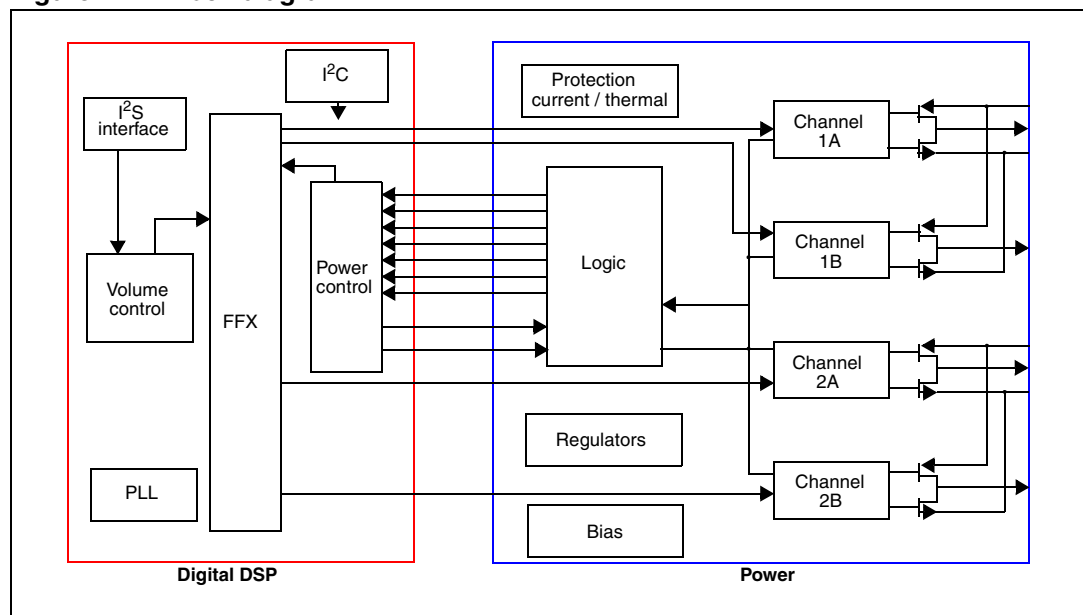 I²C
I²S
interface
Volume
control
FFX
Power
control
PLL
Digital DSP
Protection
current / thermal
Logic
Regulators
Bias
Channel
1A
Channel
1B
Channel
2A
Channel
2B
Power